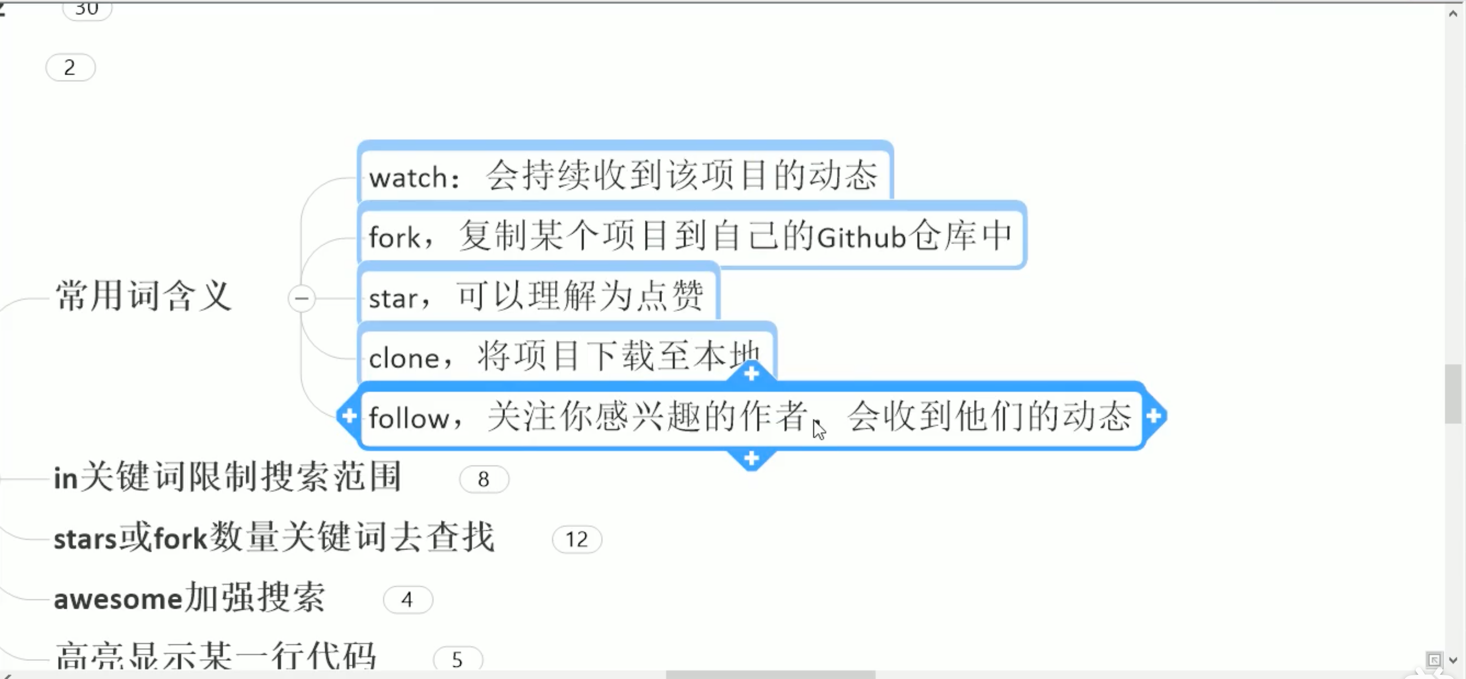 30
2
常用词含义
watch：会持续收到该项目的动态
fork，复制某个项目到自己的Github仓库中
star，可以理解为点赞
clone，将项目下载至本地
follow，关注你感兴趣的作者，会收到他们的动态
in关键词限制搜索范围 8
stars或fork数量关键词去查找 12
awesome加强搜索 4
高亮显示某一行代码 5